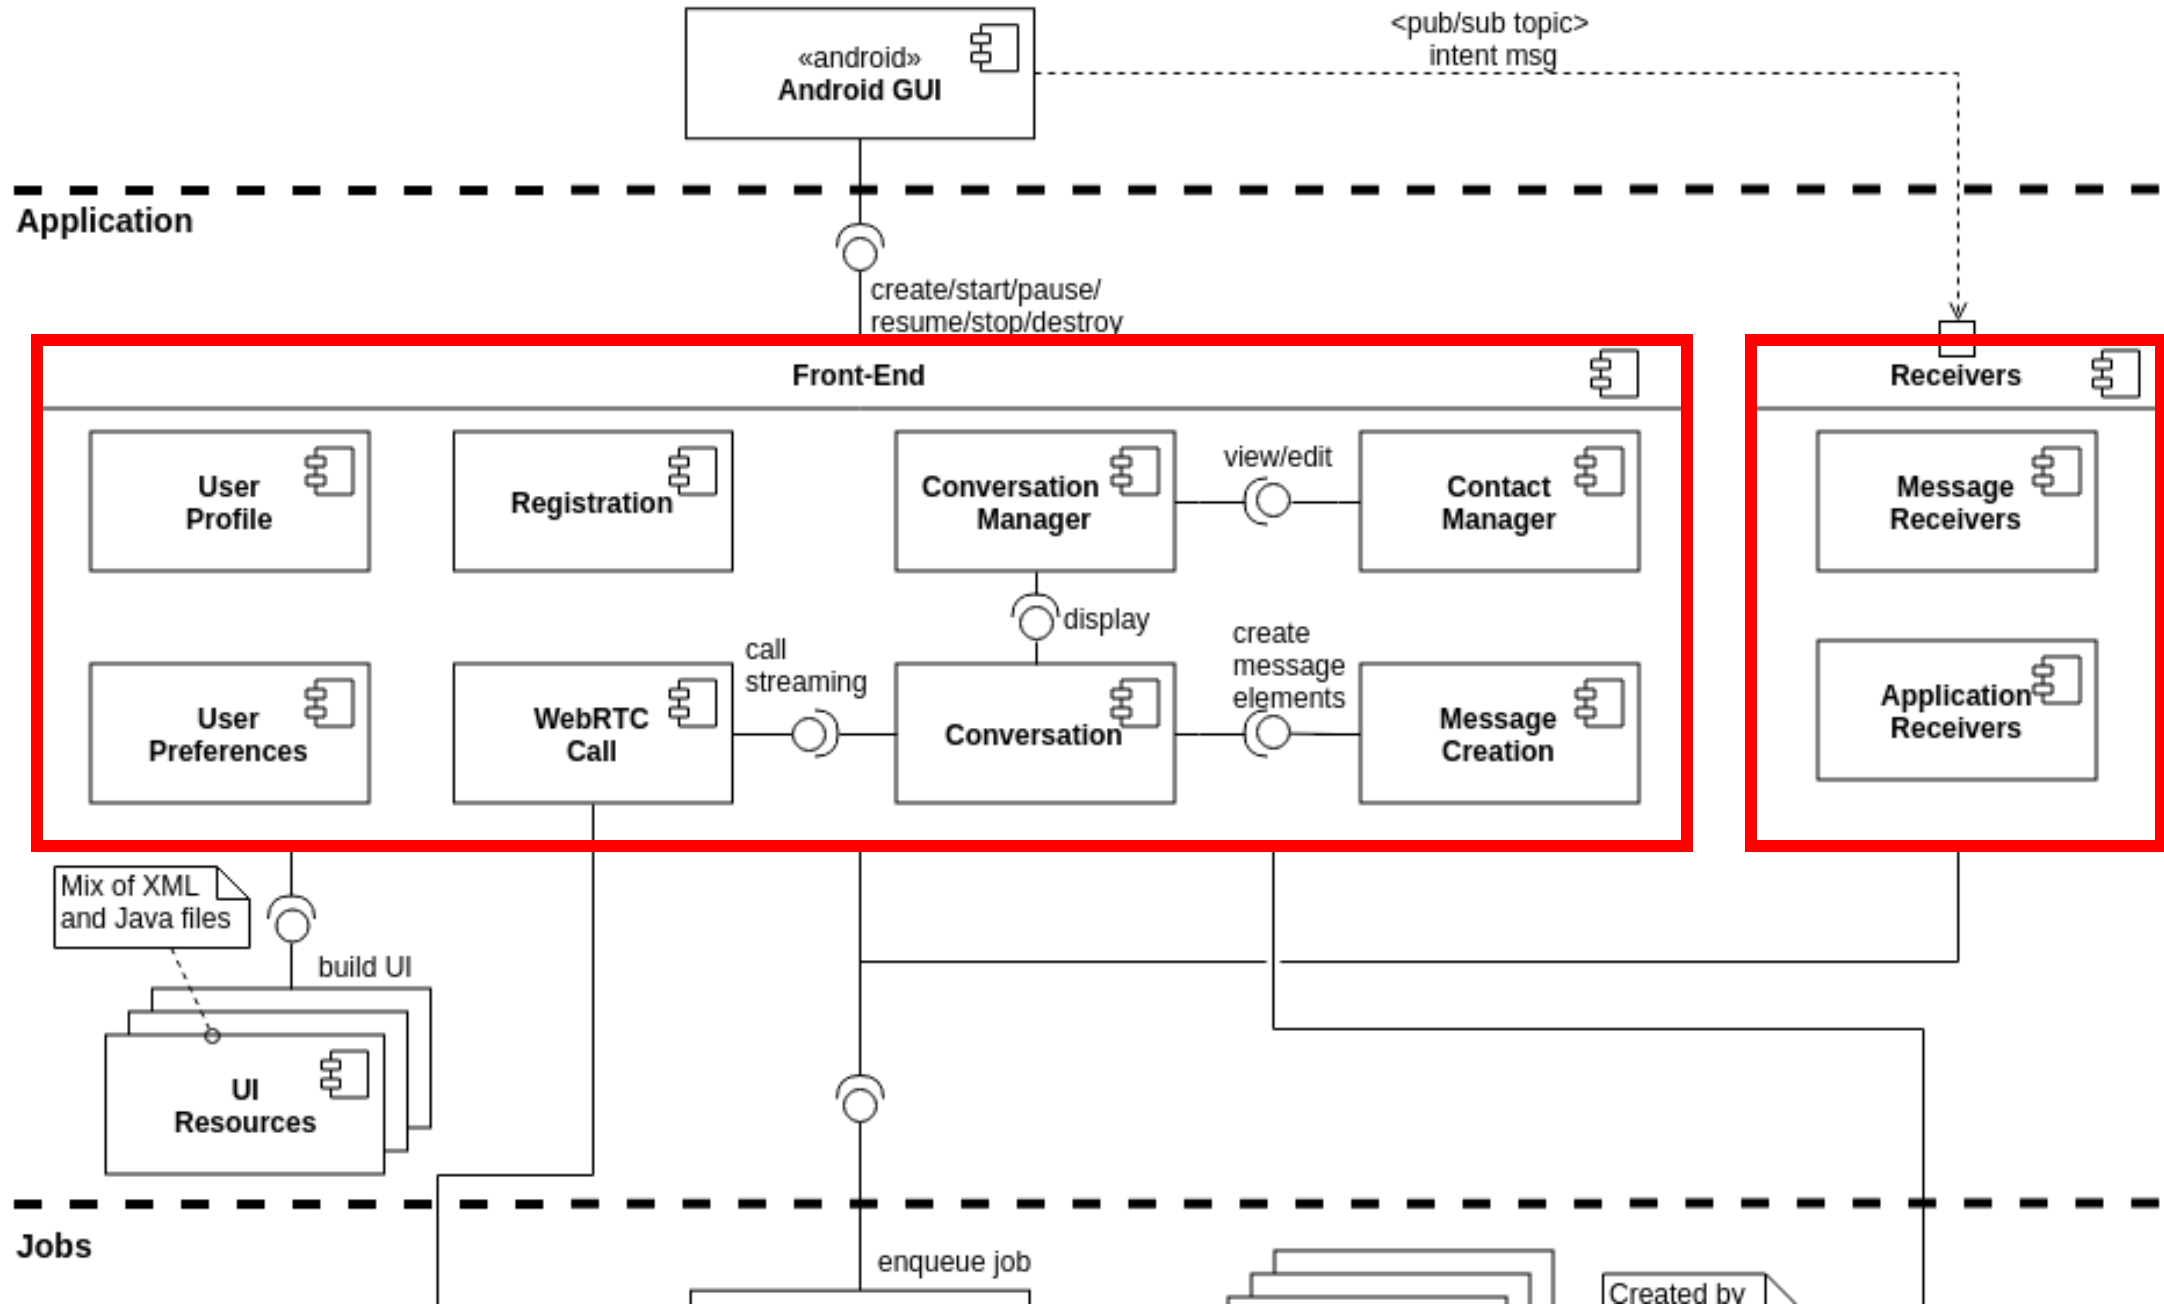 <pub/sub topic>
intent msg
«android»
Android GUI
Application
create/start/pause/
resume/stop/destroy
Front-End
Receivers
User
Profile
Registration
Conversation
Manager
view/edit
Contact
Manager
Message
Receivers
display
call
streaming
create
message
elements
User
Preferences
WebRTC
Call
Conversation
Message
Creation
Application
Receivers
Mix of XML
and Java files
build UI
UI
Resources
Jobs
enqueue job
Created by